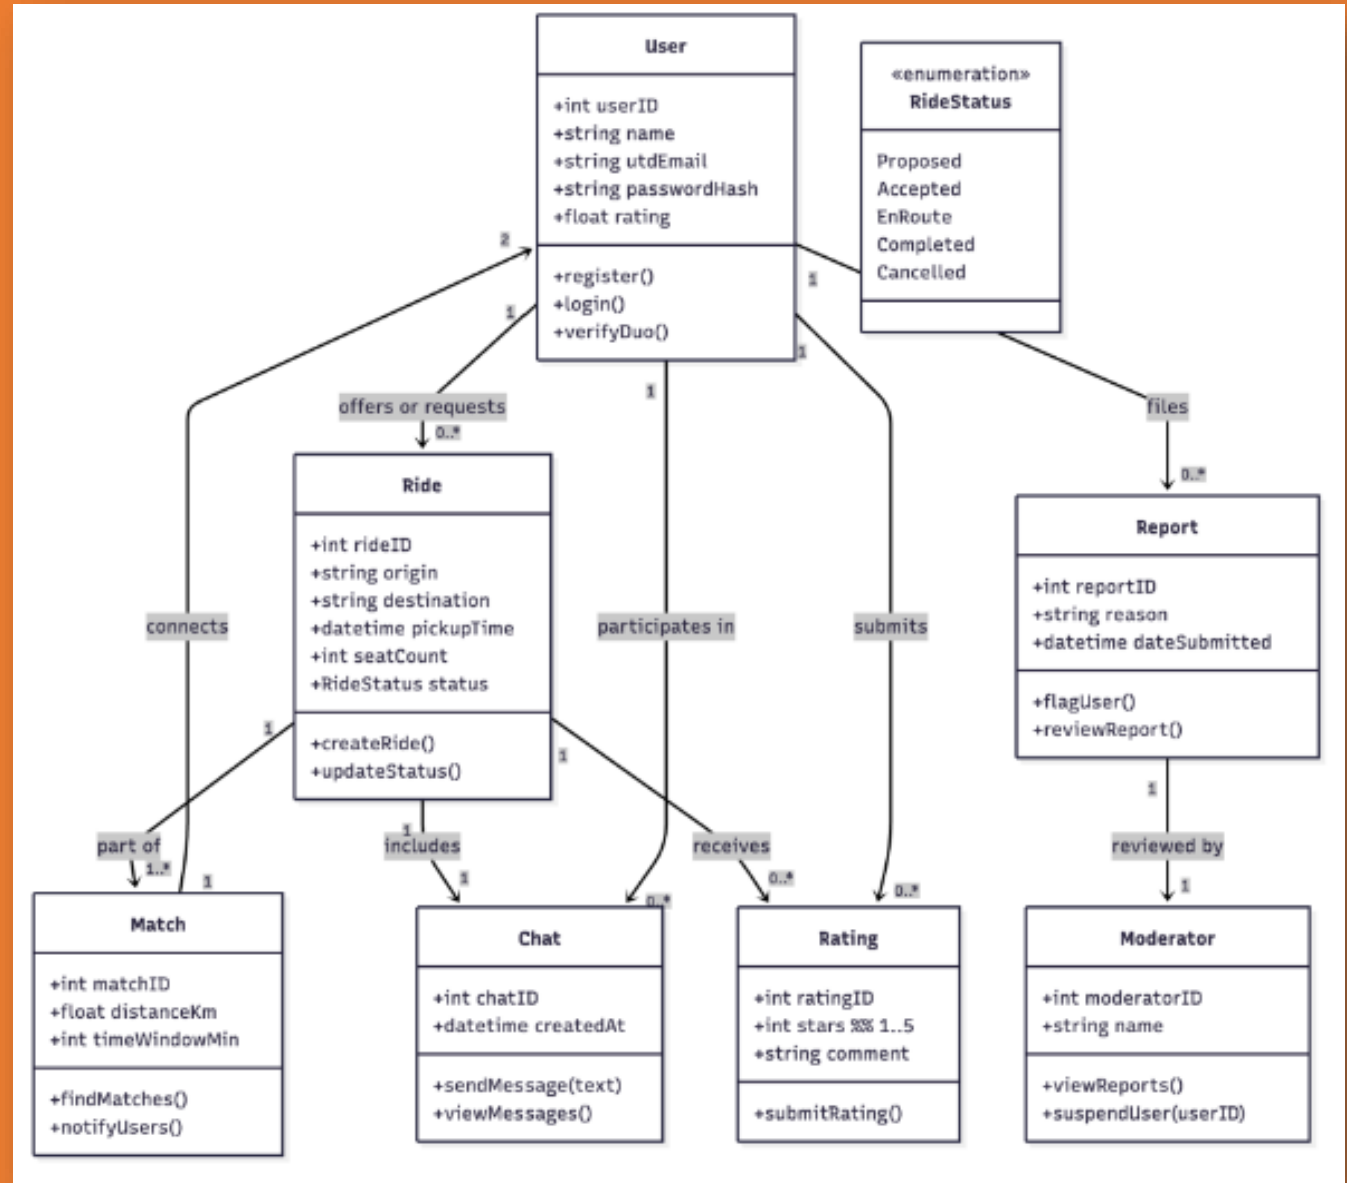 User
+int userID
+string name
+string utdEmail
+string passwordHash
+float rating
+register()
+login()
+verifyDuo()
«enumeration»
RideStatus
Proposed
Accepted
EnRoute
Completed
Cancelled
2
1
1
1
1
offers or requests
0..*
files
0..*
Ride
+int rideID
+string origin
+string destination
+datetime pickupTime
+int seatCount
+RideStatus status
+createRide()
+updateStatus()
connects
participates in
submits
Report
+int reportID
+string reason
+datetime dateSubmitted
+flagUser()
+reviewReport()
1
1
1
1
part of
1..*
1
includes
1
receives
0..*
0..*
0..*
reviewed by
1
Match
+int matchID
+float distanceKm
+int timeWindowMin
+findMatches()
+notifyUsers()
Chat
+int chatID
+datetime createdAt
+sendMessage(text)
+viewMessages()
Rating
+int ratingID
+int stars %% 1..5
+string comment
+submitRating()
Moderator
+int moderatorID
+string name
+viewReports()
+suspendUser(userID)